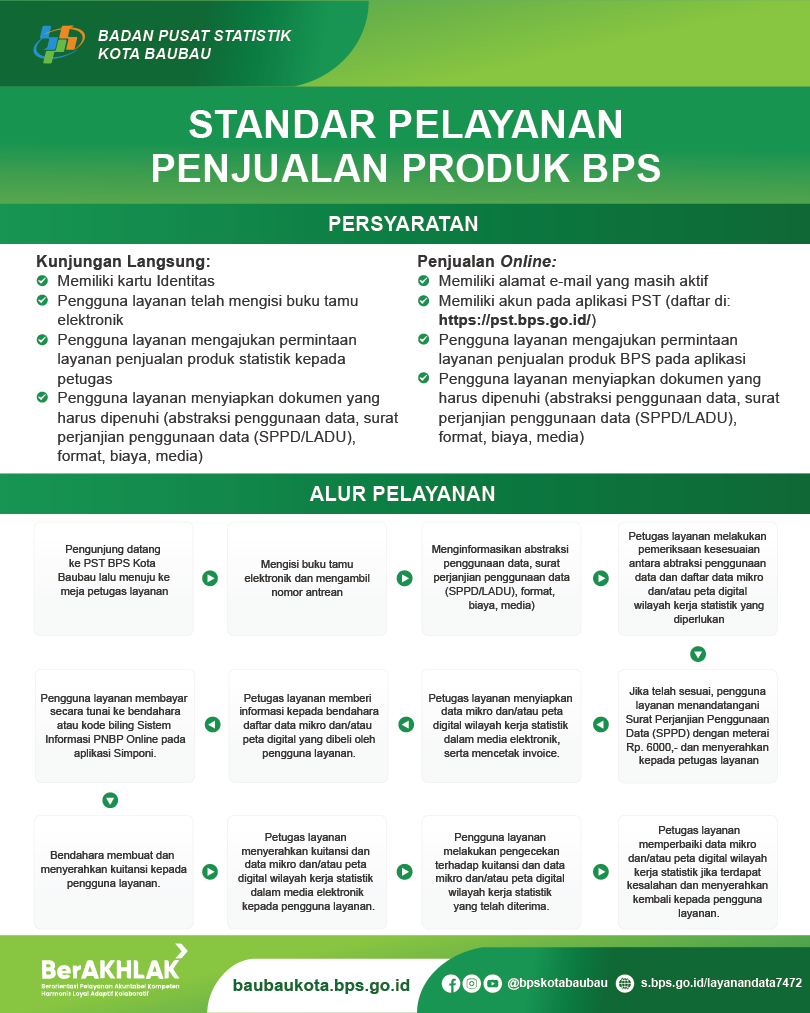 BADAN PUSAT STATISTIK
KOTA BAUBAU
STANDAR PELAYANAN
PENJUALAN PRODUK BPS
PERSYARATAN
Kunjungan Langsung:
Memiliki kartu Identitas
Pengguna layanan telah mengisi buku tamu
elektronik
Pengguna layanan mengajukan permintaan
layanan penjualan produk statistik kepada
petugas
Pengguna layanan menyiapkan dokumen yang
harus dipenuhi (abstraksi penggunaan data, surat
perjanjian penggunaan data (SPPD/LADU),
format, biaya, media)
Penjualan Online:
Memiliki alamat e-mail yang masih aktif
Memiliki akun pada aplikasi PST (daftar di:
https://pst.bps.go.id/)
Pengguna layanan mengajukan permintaan
layanan penjualan produk BPS pada aplikasi
Pengguna layanan menyiapkan dokumen yang
harus dipenuhi (abstraksi penggunaan data, surat
perjanjian penggunaan data (SPPD/LADU),
format, biaya, media)
ALUR PELAYANAN
Pengunjung datang
ke PST BPS Kota
Baubau lalu menuju ke
meja petugas layanan
Mengisi buku tamu
elektronik dan mengambil
nomor antrean
Menginformasikan abstraksi
penggunaan data, surat
perjanjian penggunaan data
(SPPD/LADU), format,
biaya, media)
Petugas layanan melakukan
pemeriksaan kesesuaian
antara abtraksi penggunaan
data dan daftar data mikro
dan/atau peta digital
wilayah kerja statistik yang
diperlukan
Jika telah sesuai, pengguna
layanan menandatangani
Surat Perjanjian Penggunaan
Data (SPPD) dengan meterai
Rp. 6000,- dan menyerahkan
kepada petugas layanan
Petugas layanan menyiapkan
data mikro dan/atau peta
digital wilayah kerja statistik
dalam media elektronik,
serta mencetak invoice.
Petugas layanan memberi
informasi kepada bendahara
daftar data mikro dan/atau
peta digital yang dibeli oleh
pengguna layanan.
Pengguna layanan membayar
secara tunai ke bendahara
atau kode biling Sistem
Informasi PNBP Online pada
aplikasi Simponi.
Bendahara membuat dan
menyerahkan kuitansi kepada
pengguna layanan.
Petugas layanan
menyerahkan kuitansi dan
data mikro dan/atau peta
digital wilayah kerja statistik
dalam media elektronik
kepada pengguna layanan.
Pengguna layanan
melakukan pengecekan
terhadap kuitansi dan data
mikro dan/atau peta digital
wilayah kerja statistik
yang telah diterima.
Petugas layanan
memperbaiki data mikro
dan/atau peta digital wilayah
kerja statistik jika terdapat
kesalahan dan menyerahkan
kembali kepada pengguna
layanan.
BerAKHLAK
Berorientasi Pelayanan Akuntabel Kompeten
Harmonis Loyal Adaptif Kolaboratif
baubaukota.bps.go.id
@bpskotabaubau
s.bps.go.id/layanandata7472